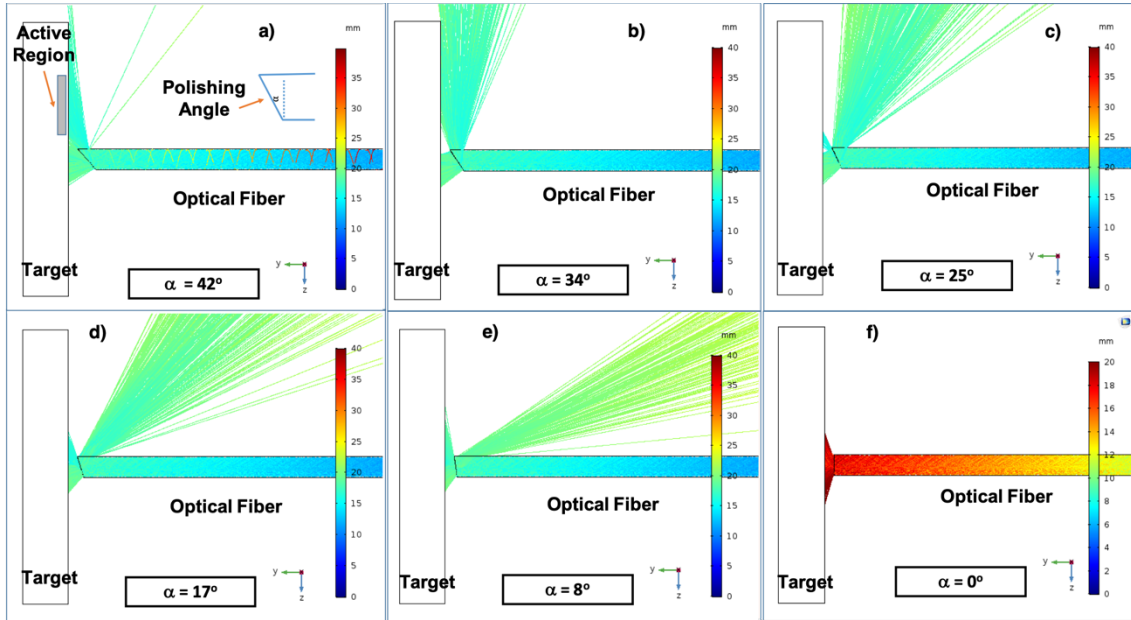 a)
mm
Active
Region
Polishing
Angle
35
30
25
20
15
10
5
0
Optical Fiber
y
z
Target
α = 42º
b)
mm
40
35
30
25
20
15
10
5
0
Optical Fiber
y
z
Target
α = 34º
c)
mm
40
35
30
25
20
15
10
5
0
Optical Fiber
y
z
Target
α = 25º
d)
mm
40
35
30
25
20
15
10
5
0
Optical Fiber
y
z
Target
α = 17º
e)
mm
40
35
30
25
20
15
10
5
0
Optical Fiber
y
z
Target
α = 8º
f)
mm
20
18
16
14
12
10
8
6
4
2
0
Optical Fiber
y
z
Target
α = 0º